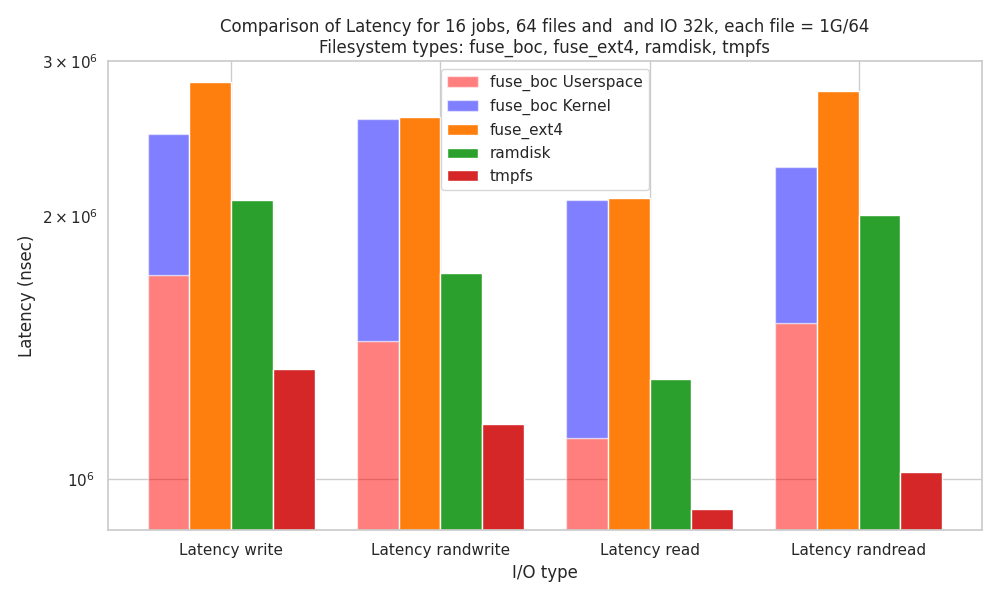 Comparison of Latency for 16 jobs, 64 files and  and IO 32k, each file = 1G/64
Filesystem types: fuse_boc, fuse_ext4, ramdisk, tmpfs
3 × 10⁶
2 × 10⁶
10⁶
Latency (nsec)
fuse_boc Userspace
fuse_boc Kernel
fuse_ext4
ramdisk
tmpfs
Latency write
Latency randwrite
Latency read
Latency randread
I/O type